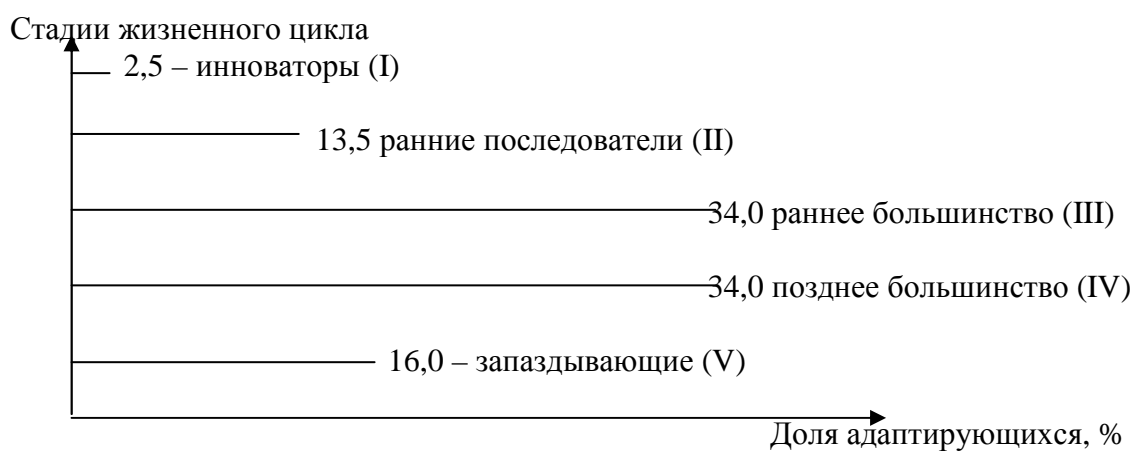 Стадии жизненного цикла
2,5 – инноваторы (I)
13,5 ранние последователи (II)
34,0 раннее большинство (III)
34,0 позднее большинство (IV)
16,0 – запаздывающие (V)
Доля адаптирующихся, %